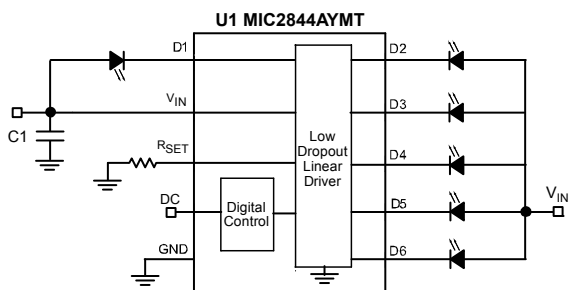 U1 MIC2844AYMT
D1
D2
VIN
D3
C1
RSET
Low
Dropout
Linear
Driver
D4
VIN
DC
Digital
Control
D5
GND
D6